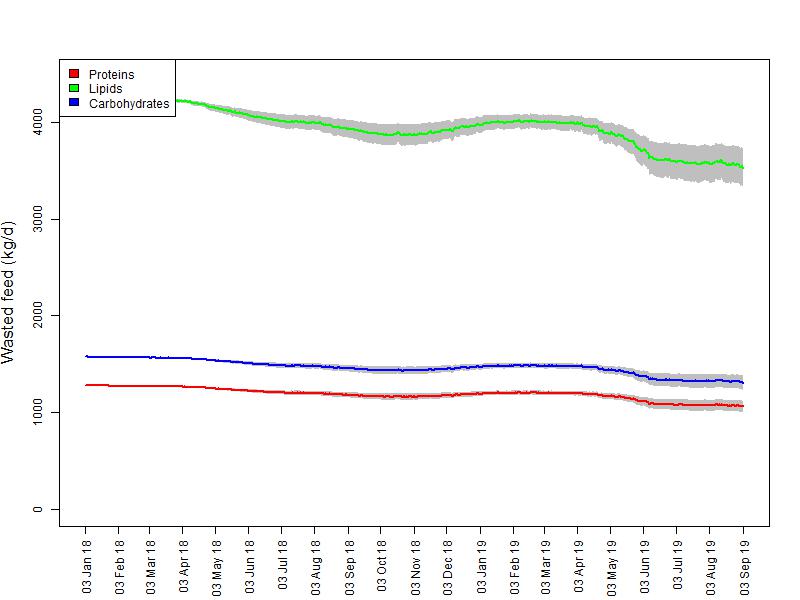 Proteins
Lipids
Carbohydrates
Wasted feed (kg/d)
4000
3000
2000
1000
0
03 Jan 18
03 Feb 18
03 Mar 18
03 Apr 18
03 May 18
03 Jun 18
03 Jul 18
03 Aug 18
03 Sep 18
03 Oct 18
03 Nov 18
03 Dec 18
03 Jan 19
03 Feb 19
03 Mar 19
03 Apr 19
03 May 19
03 Jun 19
03 Jul 19
03 Aug 19
03 Sep 19